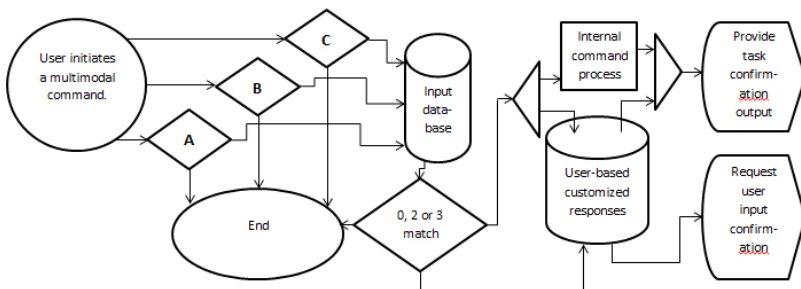 User initiates
a multimodal
command.
A
B
C
End
Input
data-
base
0, 2 or 3
match
Internal
command
process
User-based
customized
responses
Provide
task
confirm-
ation
output
Request
user
input
confirm-
ation